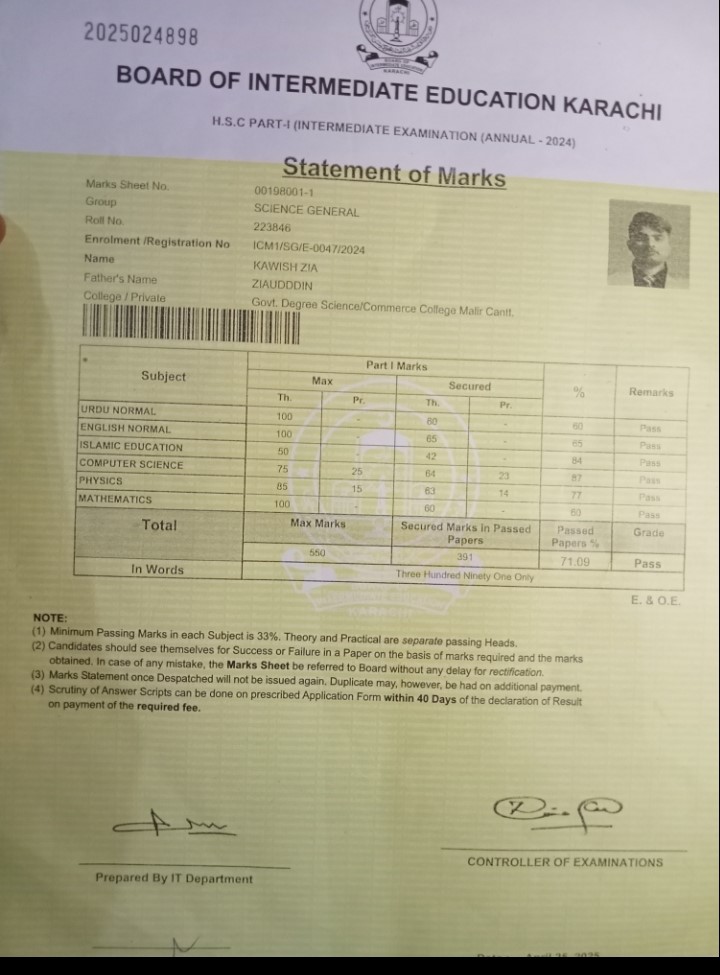 2025024898
BOARD OF INTERMEDIATE EDUCATION KARACHI
H.S.C PART-I (INTERMEDIATE EXAMINATION (ANNUAL - 2024)
Statement of Marks
Marks Sheet No. 00198001-1
Group SCIENCE GENERAL
Roll No. 223846
Enrolment /Registration No ICM1/SG/E-0047/2024
Name KAWISH ZIA
Father's Name ZIAUDDDIN
College / Private Govt. Degree Science/Commerce College Malir Cantt.
Subject Part I Marks % Remarks
Max Secured
Th. Pr. Th. Pr.
URDU NORMAL 100 - 60 - 60 Pass
ENGLISH NORMAL 100 - 65 - 65 Pass
ISLAMIC EDUCATION 50 - 42 - 84 Pass
COMPUTER SCIENCE 75 25 64 23 87 Pass
PHYSICS 85 15 63 14 77 Pass
MATHEMATICS 100 - 60 - 60 Pass
Total Max Marks Secured Marks in Passed Papers Passed Papers % Grade
550 391 71.09 Pass
In Words Three Hundred Ninety One Only
E. & O.E.
NOTE:
(1) Minimum Passing Marks in each Subject is 33%. Theory and Practical are separate passing Heads.
(2) Candidates should see themselves for Success or Failure in a Paper on the basis of marks required and the marks
obtained. In case of any mistake, the Marks Sheet be referred to Board without any delay for rectification.
(3) Marks Statement once Despatched will not be issued again. Duplicate may, however, be had on additional payment.
(4) Scrutiny of Answer Scripts can be done on prescribed Application Form within 40 Days of the declaration of Result
on payment of the required fee.
Prepared By IT Department
CONTROLLER OF EXAMINATIONS